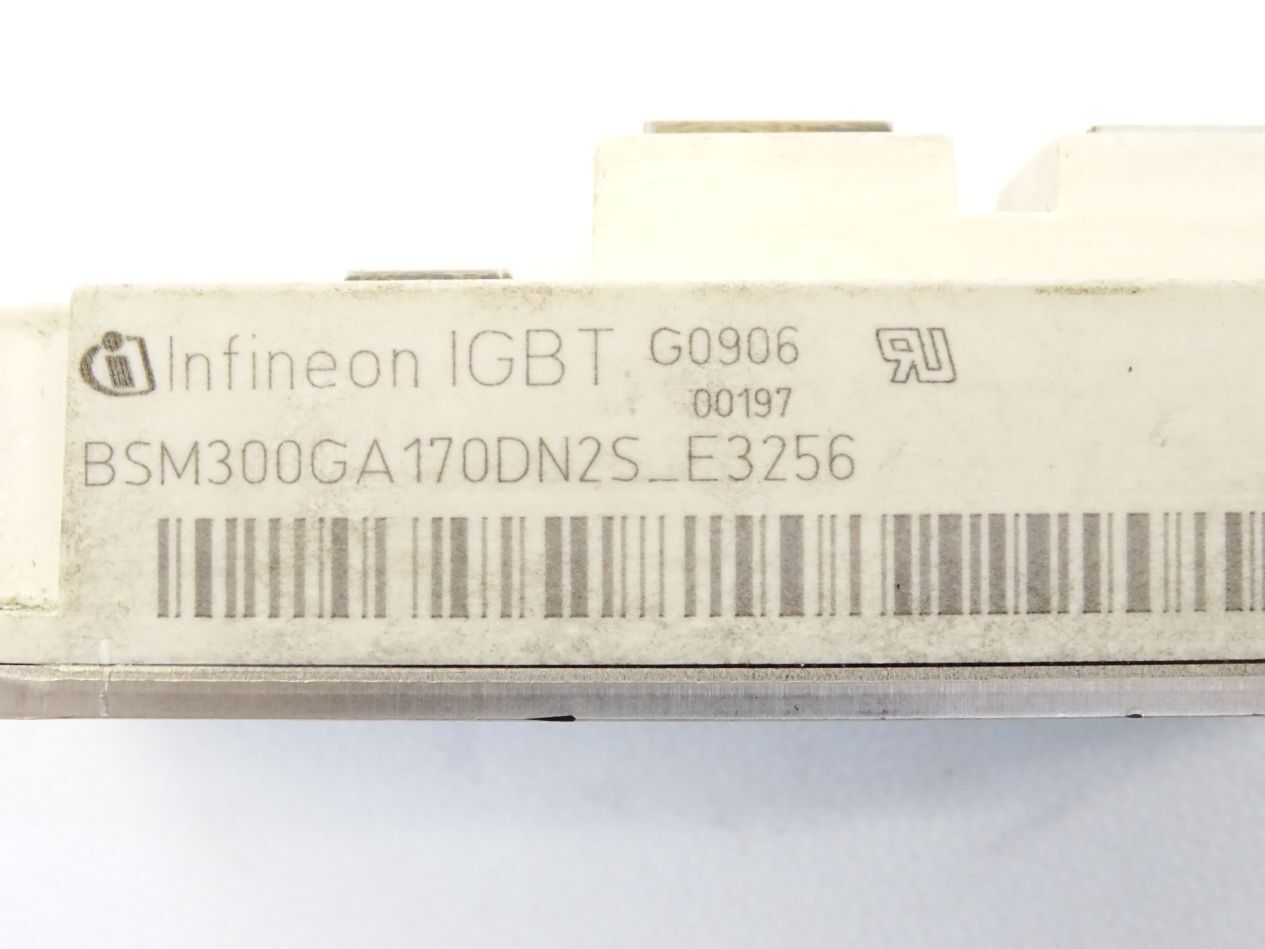 Infineon IGBT G0906
00197
BSM300GA170DN2S_E3256